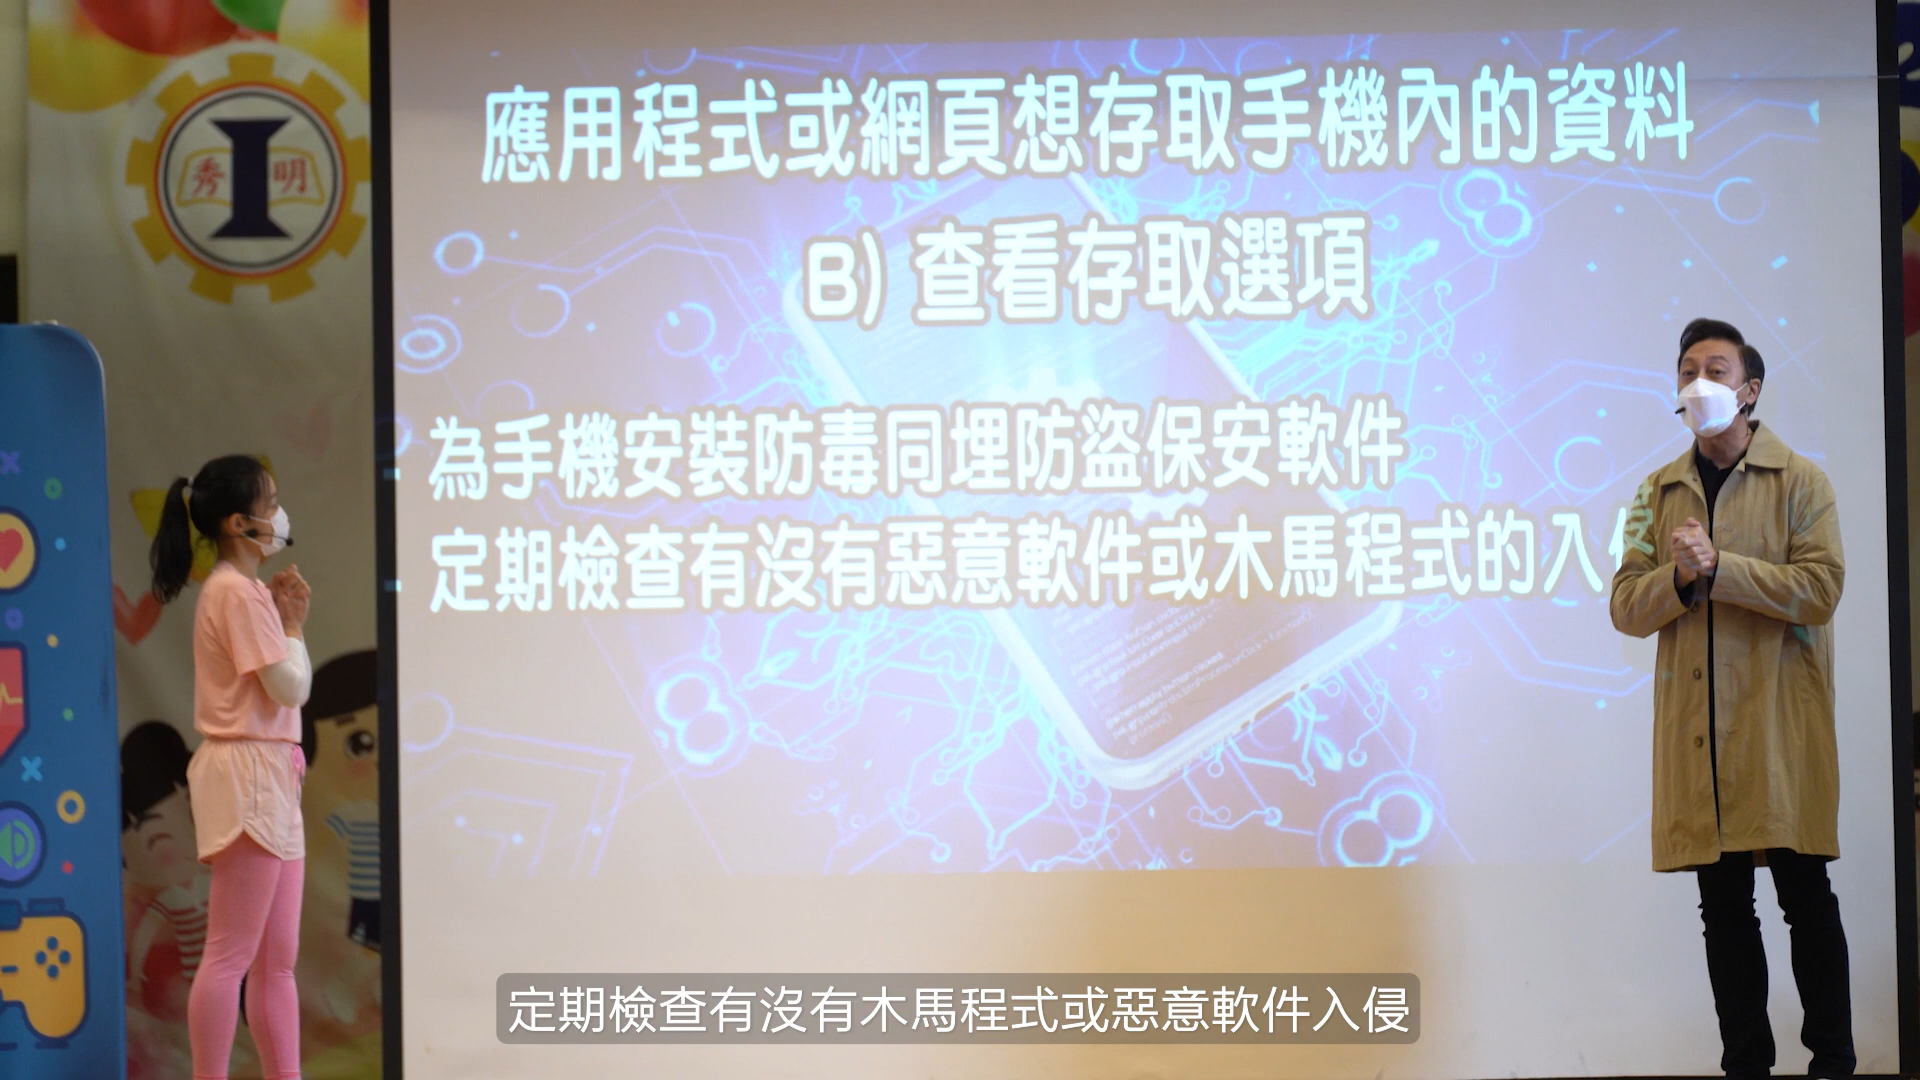 應用程式或網頁想存取手機內的資料
B) 查看存取選項
為手機安裝防毒同埋防盜保安軟件
定期檢查有沒有惡意軟件或木馬程式的入侵
秀 明
定期檢查有沒有木馬程式或惡意軟件入侵